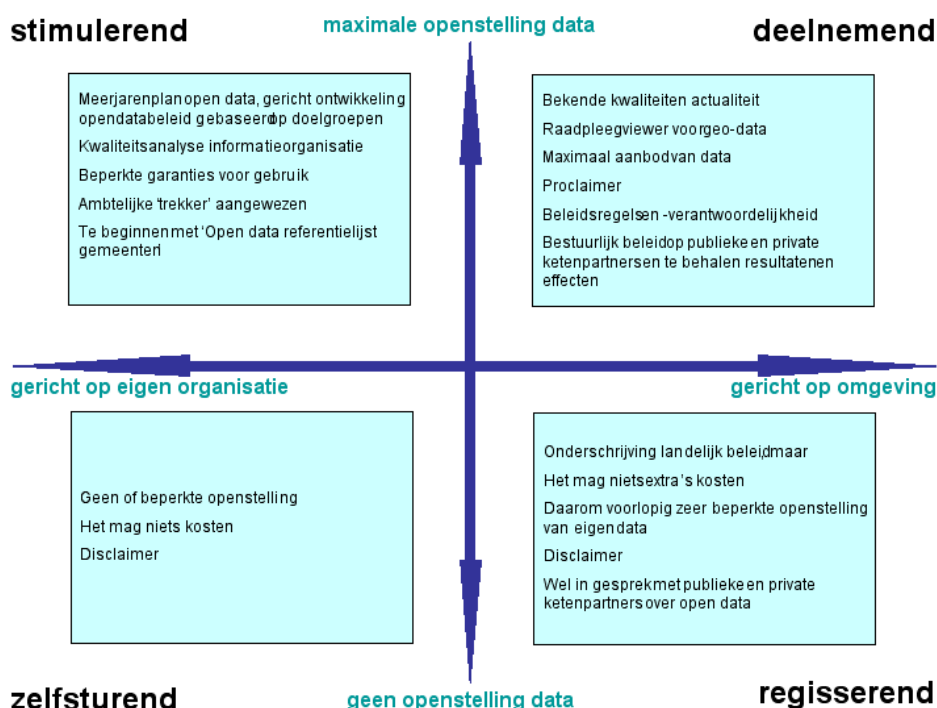 stimulerend
maximale openstelling data
deelnemend
Meerjarenplan open data, gericht ontwikkeling
opendatabeleid gebaseerd op doelgroepen
Kwaliteitsanalyse informatieorganisatie
Beperkte garanties voor gebruik
Ambtelijke ‘trekker’ aangewezen
Te beginnen met ‘Open data referentielijst
gemeenten’
Bekende kwaliteiten actualiteit
Raadpleegviewer voor geo-data
Maximaal aanbod van data
Proclaimer
Beleidsregels en -verantwoordelijkheid
Bestuurlijk beleid op publieke en private
ketenpartners en te behalen resultaten en
effecten
gericht op eigen organisatie
gericht op omgeving
Geen of beperkte openstelling
Het mag niets kosten
Disclaimer
Onderschrijving landelijk beleid, maar
Het mag niets extra’s kosten
Daarom voorlopig zeer beperkte openstelling
van eigen data
Disclaimer
Wel in gesprek met publieke en private
ketenpartners over open data
zelfsturend
geen openstelling data
regisserend